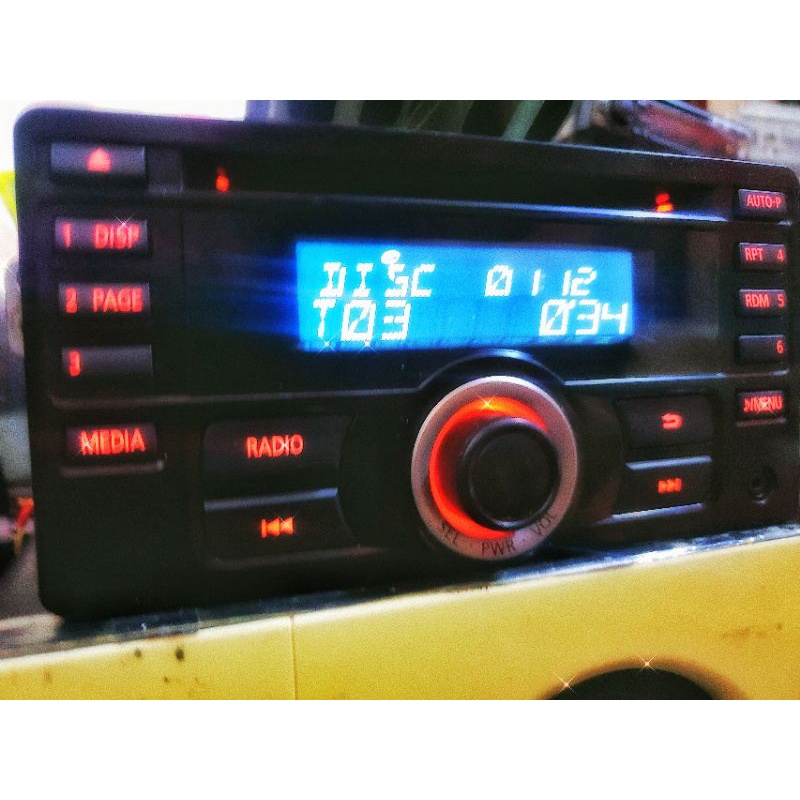 AUTO-P
1 DISP
RPT 4
DISC 01 12
2 PAGE
RDM 5
T03 0'34
3
6
MENU
MEDIA
RADIO
SEL · PWR · VOL